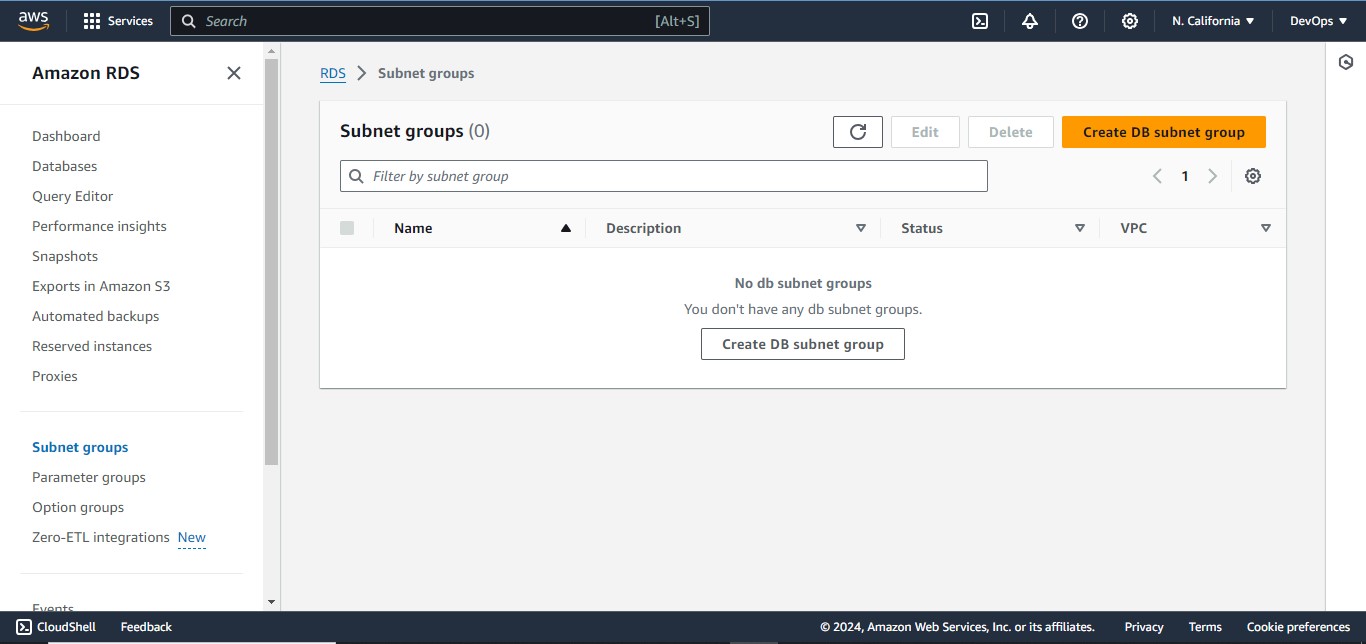 aws Services Search [Alt+S] N. California DevOps
Amazon RDS
Dashboard
Databases
Query Editor
Performance insights
Snapshots
Exports in Amazon S3
Automated backups
Reserved instances
Proxies
Subnet groups
Parameter groups
Option groups
Zero-ETL integrations New
Events
RDS Subnet groups
Subnet groups (0) Edit Delete Create DB subnet group
Filter by subnet group 1
Name Description Status VPC
No db subnet groups
You don't have any db subnet groups.
Create DB subnet group
CloudShell Feedback © 2024, Amazon Web Services, Inc. or its affiliates. Privacy Terms Cookie preferences